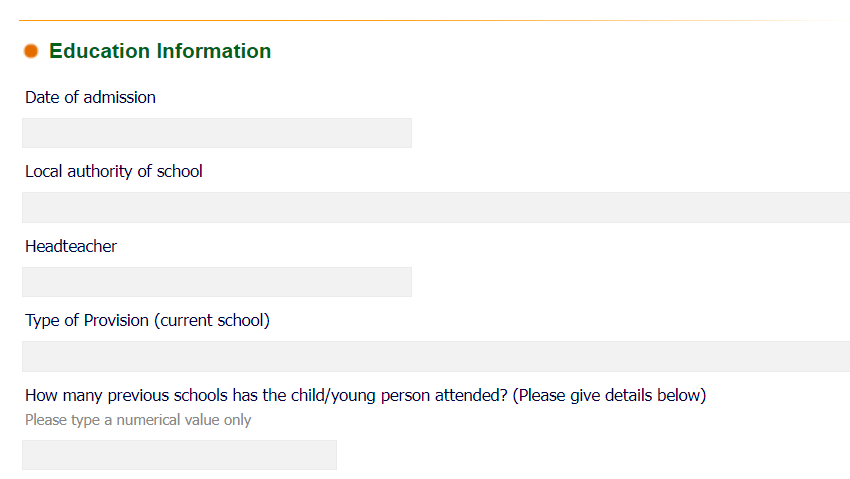 Education Information
Date of admission
Local authority of school
Headteacher
Type of Provision (current school)
How many previous schools has the child/young person attended? (Please give details below)
Please type a numerical value only